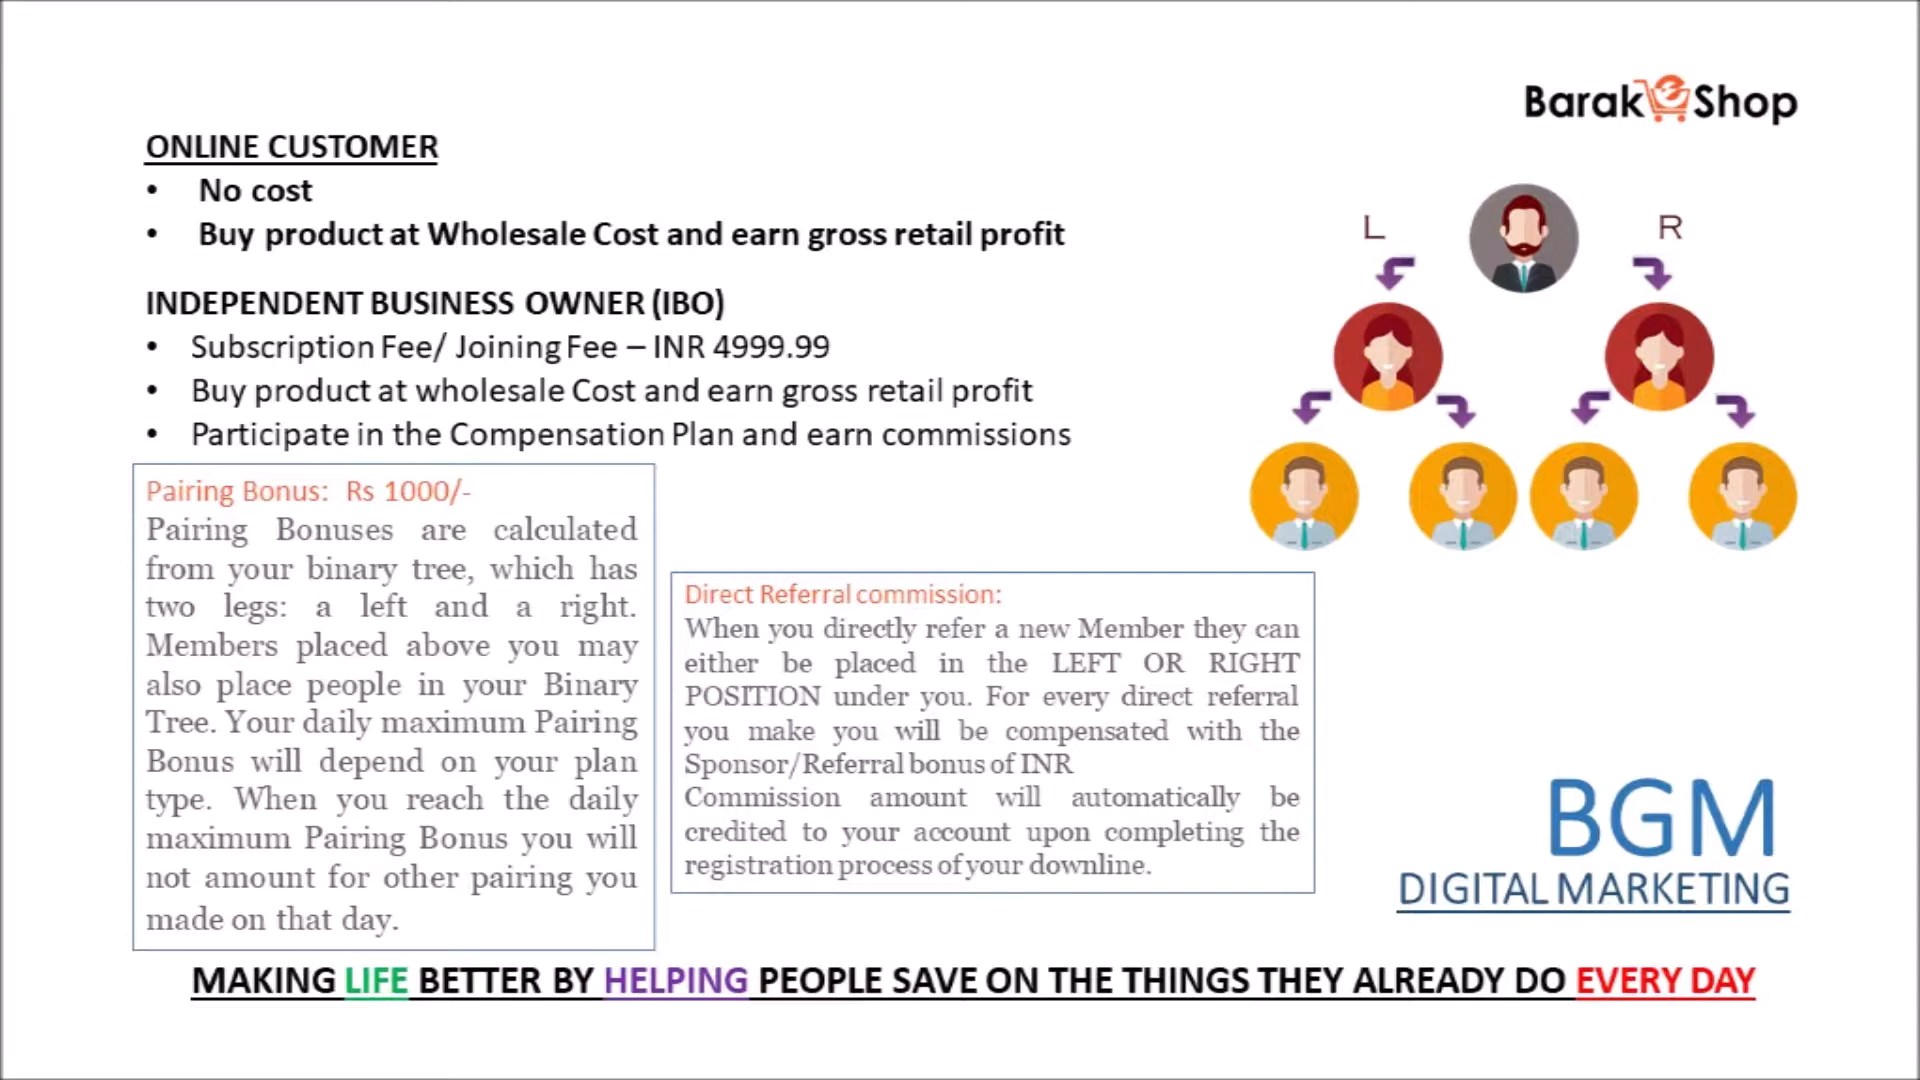 Barak Shop
ONLINE CUSTOMER
• No cost
• Buy product at Wholesale Cost and earn gross retail profit
L
R
INDEPENDENT BUSINESS OWNER (IBO)
• Subscription Fee/ Joining Fee – INR 4999.99
• Buy product at wholesale Cost and earn gross retail profit
• Participate in the Compensation Plan and earn commissions
Pairing Bonus: Rs 1000/-
Pairing Bonuses are calculated
from your binary tree, which has
two legs: a left and a right.
Members placed above you may
also place people in your Binary
Tree. Your daily maximum Pairing
Bonus will depend on your plan
type. When you reach the daily
maximum Pairing Bonus you will
not amount for other pairing you
made on that day.
Direct Referral commission:
When you directly refer a new Member they can
either be placed in the LEFT OR RIGHT
POSITION under you. For every direct referral
you make you will be compensated with the
Sponsor/Referral bonus of INR
Commission amount will automatically be
credited to your account upon completing the
registration process of your downline.
BGM
DIGITAL MARKETING
MAKING LIFE BETTER BY HELPING PEOPLE SAVE ON THE THINGS THEY ALREADY DO EVERY DAY